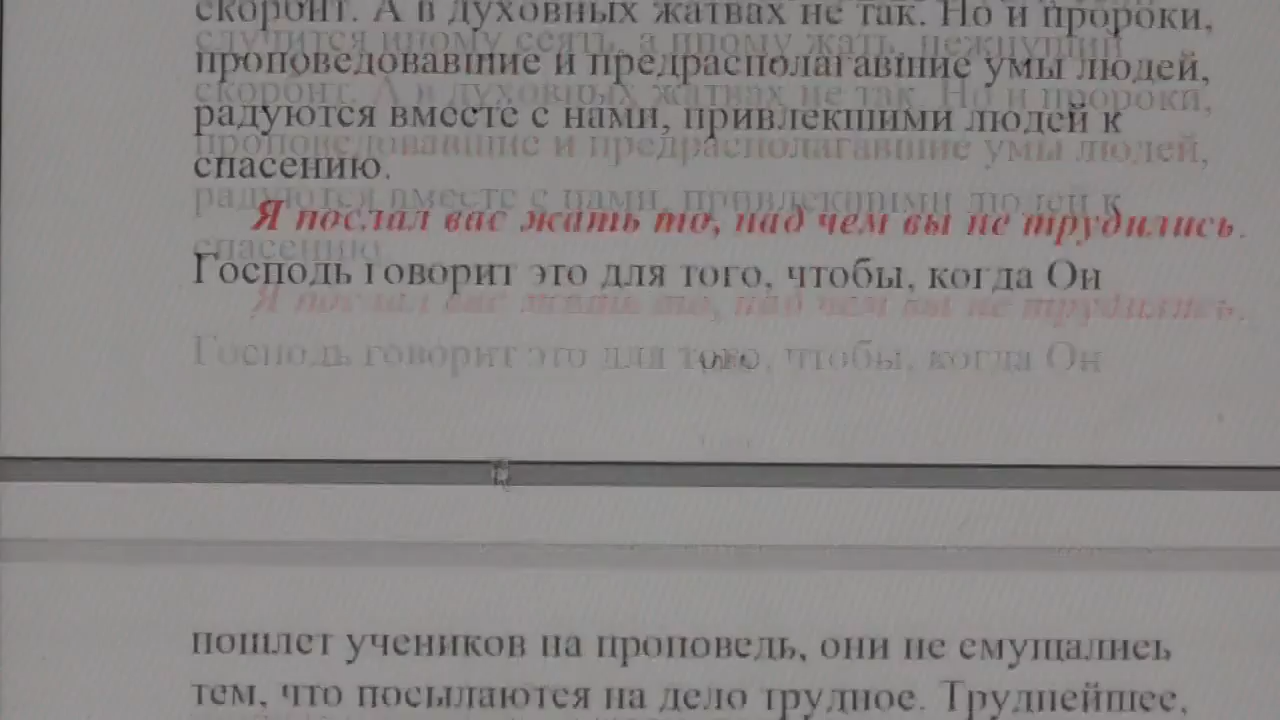 скоронт. А в духовных жатвах не так. Но и пророки,
проповедовавшие и предрасполагавшие умы людей,
радуются вместе с нами, привлекшими людей к
спасению.
Я послал вас жать то, над чем вы не трудились.
Господь говорит это для того, чтобы, когда Он
пошлет учеников на проповедь, они не емущались
тем, что посылаются на дело трудное. Труднейшее,